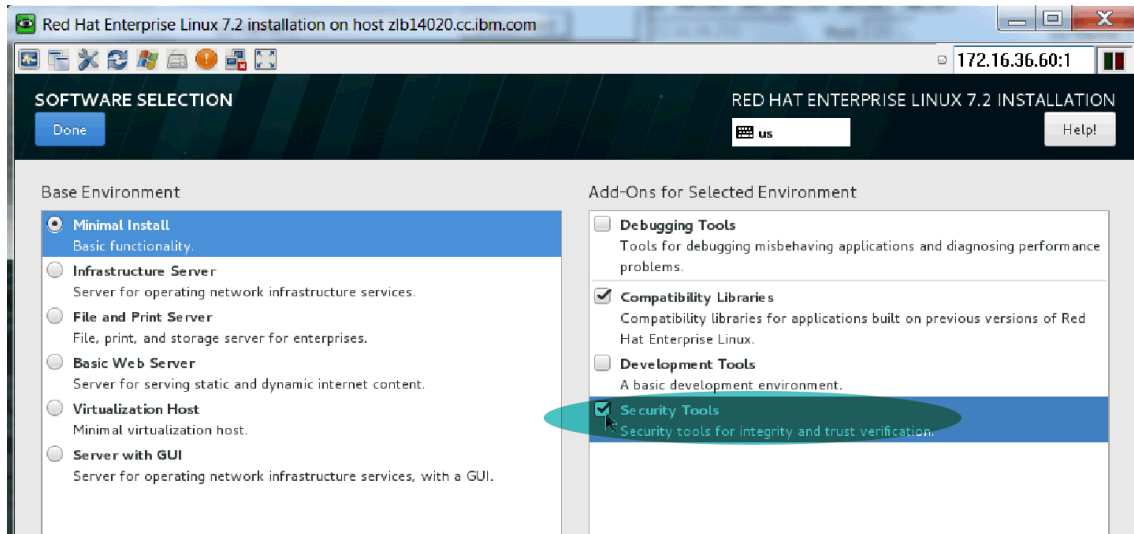 Red Hat Enterprise Linux 7.2 installation on host zlb14020.cc.ibm.com
172.16.36.60:1
SOFTWARE SELECTION
RED HAT ENTERPRISE LINUX 7.2 INSTALLATION
Done
us
Help!
Base Environment
Minimal Install
Basic functionality.
Infrastructure Server
Server for operating network infrastructure services.
File and Print Server
File, print, and storage server for enterprises.
Basic Web Server
Server for serving static and dynamic internet content.
Virtualization Host
Minimal virtualization host.
Server with GUI
Server for operating network infrastructure services, with a GUI.
Add-Ons for Selected Environment
Debugging Tools
Tools for debugging misbehaving applications and diagnosing performance
problems.
Compatibility Libraries
Compatibility libraries for applications built on previous versions of Red
Hat Enterprise Linux.
Development Tools
A basic development environment.
Security Tools
Security tools for integrity and trust verification.